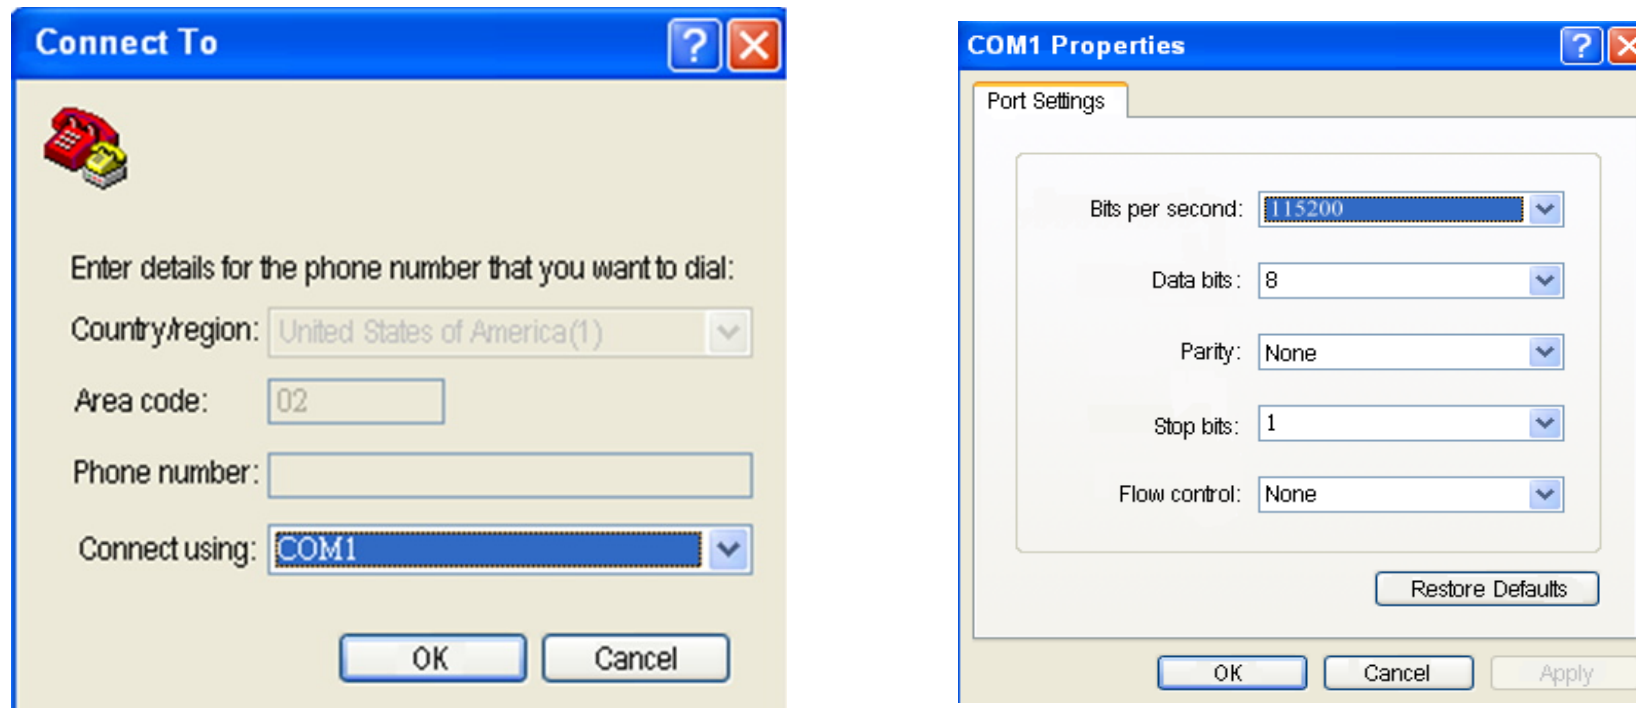 Connect To
Enter details for the phone number that you want to dial:
Country/region: United States of America(1)
Area code: 02
Phone number:
Connect using: COM1
OK Cancel
COM1 Properties
Port Settings
Bits per second: 115200
Data bits: 8
Parity: None
Stop bits: 1
Flow control: None
Restore Defaults
OK Cancel Apply